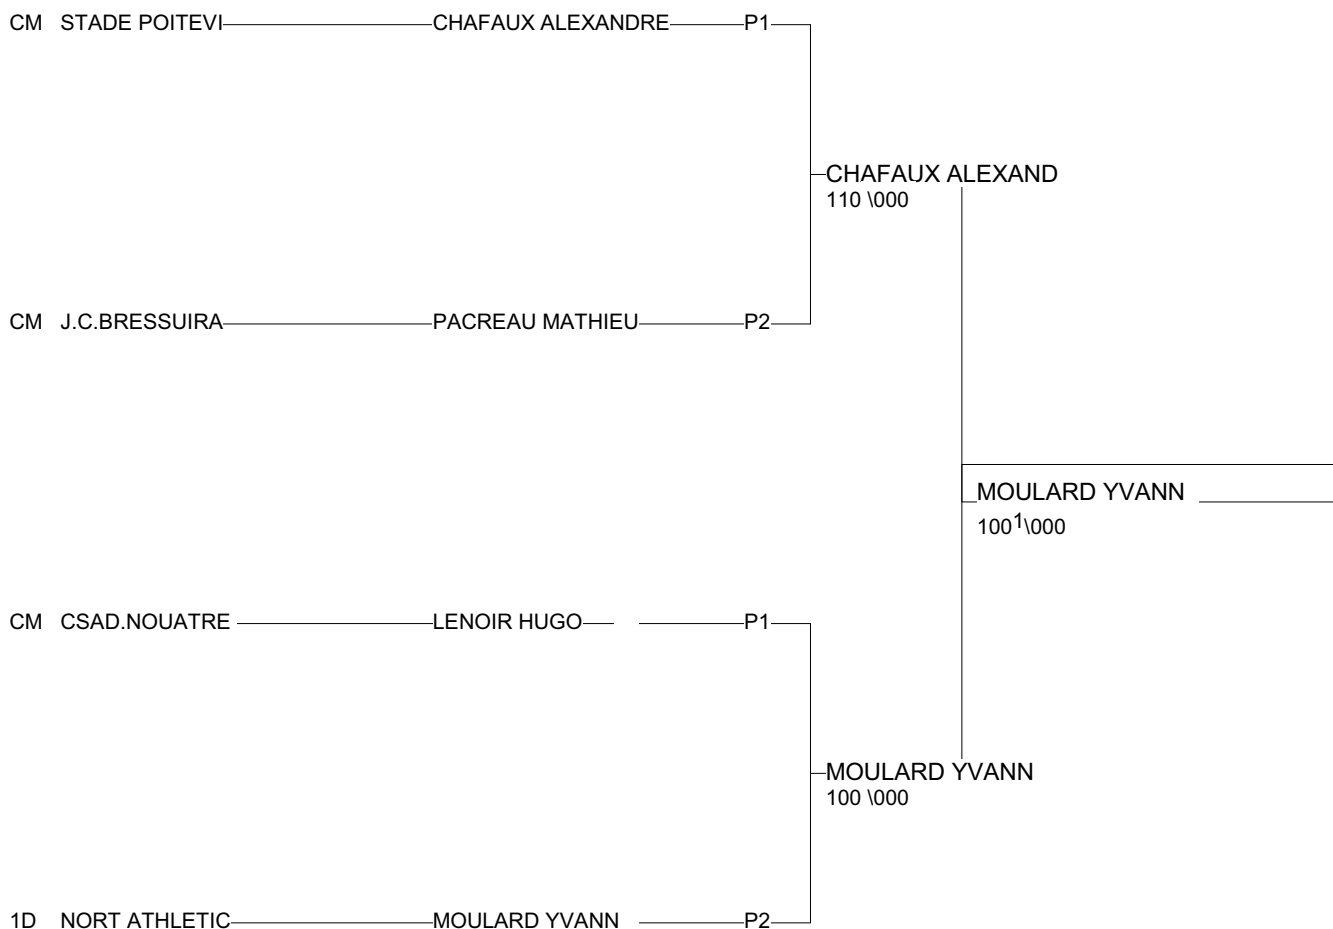 CM STADE POITEVI CHAFAUX ALEXANDRE P1
CHAFAUX ALEXAND
110 \000
CM J.C.BRESSUIRA PACREAU MATHIEU P2
MOULARD YVANN
100¹\000
CM CSAD.NOUATRE LENOIR HUGO P1
MOULARD YVANN
100 \000
1D NORT ATHLETIC MOULARD YVANN P2